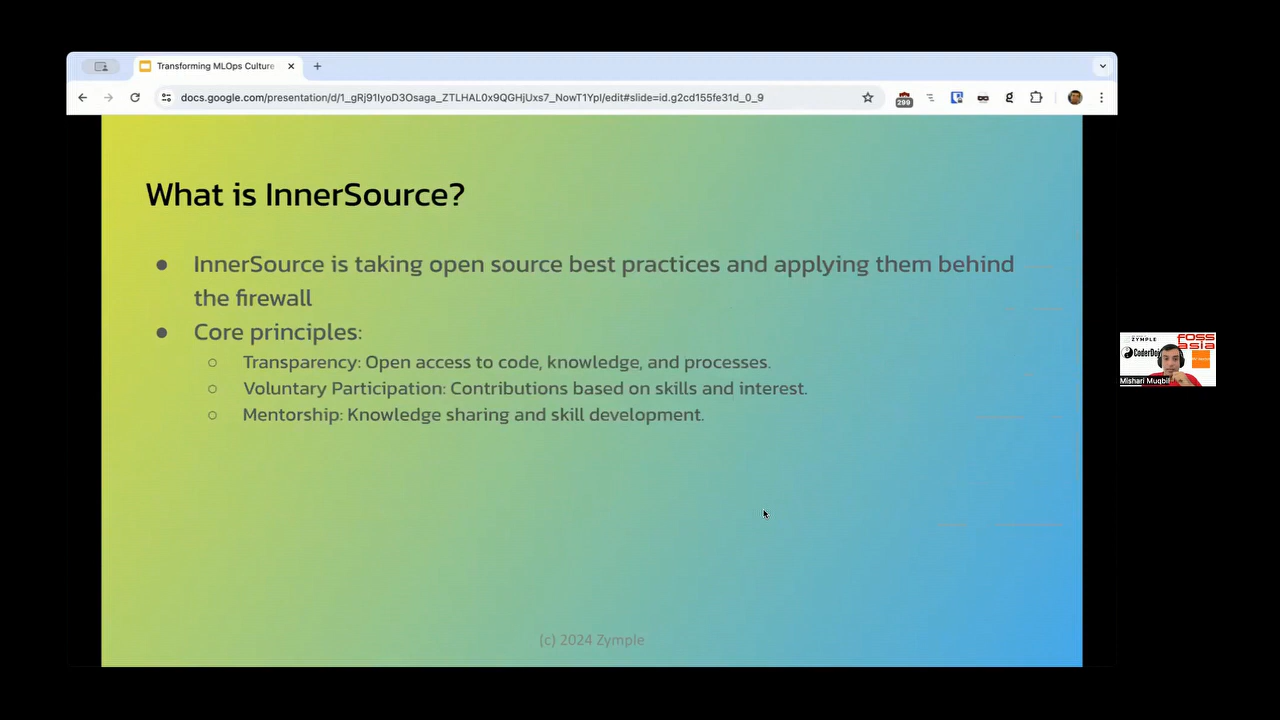 Transforming MLOps Culture
docs.google.com/presentation/d/1_gRj91IyoD3Osaga_ZTLHAL0x9QGHjUxs7_NowT1YpI/edit#slide=id.g2cd155fe31d_0_9
299
What is InnerSource?
● InnerSource is taking open source best practices and applying them behind
the firewall
● Core principles:
○ Transparency: Open access to code, knowledge, and processes.
○ Voluntary Participation: Contributions based on skills and interest.
○ Mentorship: Knowledge sharing and skill development.
(c) 2024 Zymple
ZYMPLE
FOSS
asia
Mishari Muqbil